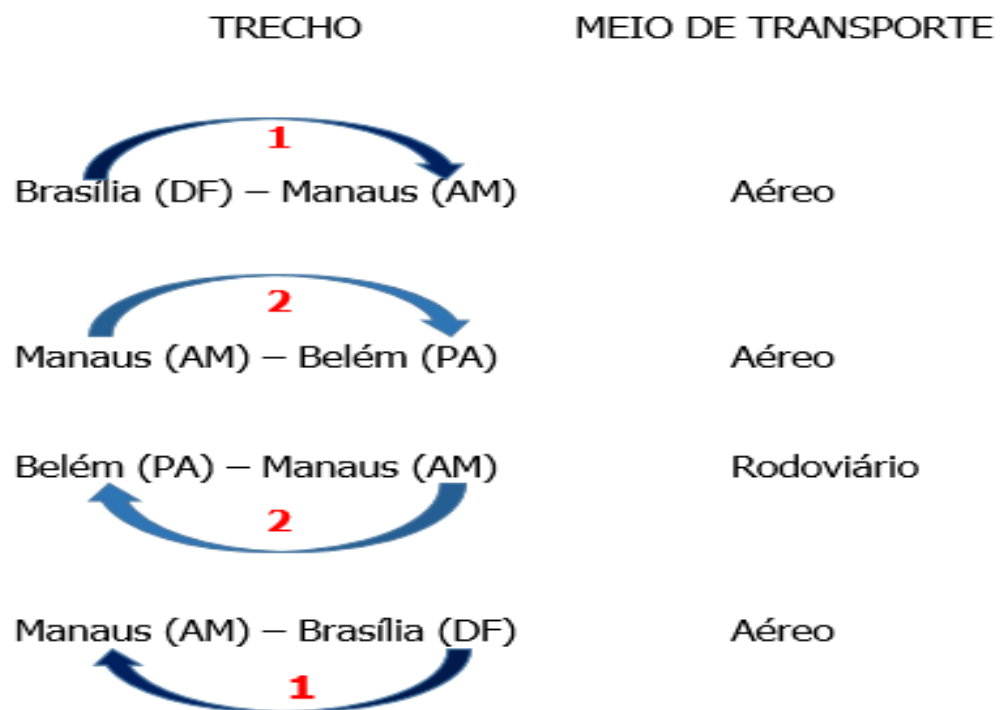 TRECHO MEIO DE TRANSPORTE
1
Brasília (DF) – Manaus (AM) Aéreo
2
Manaus (AM) – Belém (PA) Aéreo
Belém (PA) – Manaus (AM) Rodoviário
2
Manaus (AM) – Brasília (DF) Aéreo
1